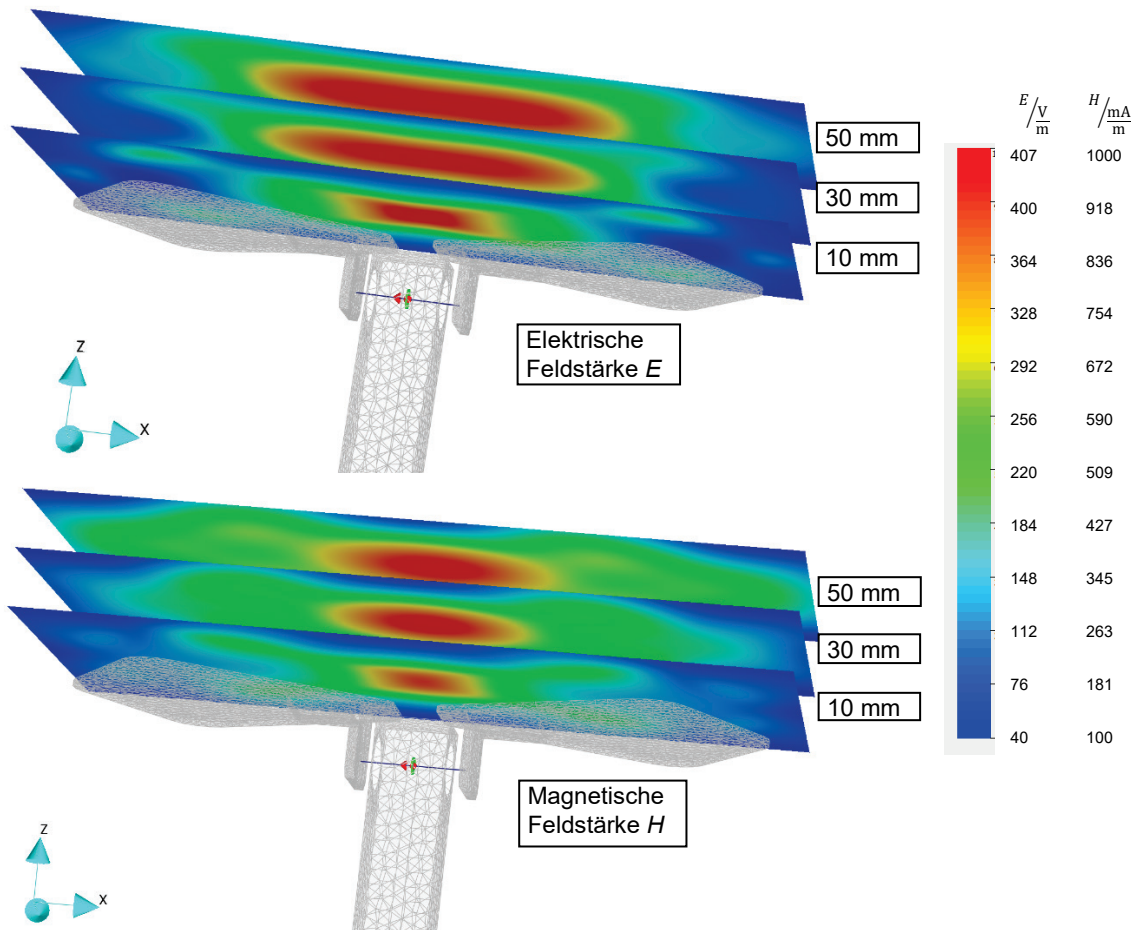 E/V/m H/mA/m
50 mm
407 1000
30 mm
400 918
10 mm
364 836
328 754
Elektrische
Feldstärke E
292 672
256 590
220 509
184 427
148 345
112 263
76 181
40 100
Z
X
50 mm
30 mm
10 mm
Magnetische
Feldstärke H
Z
X